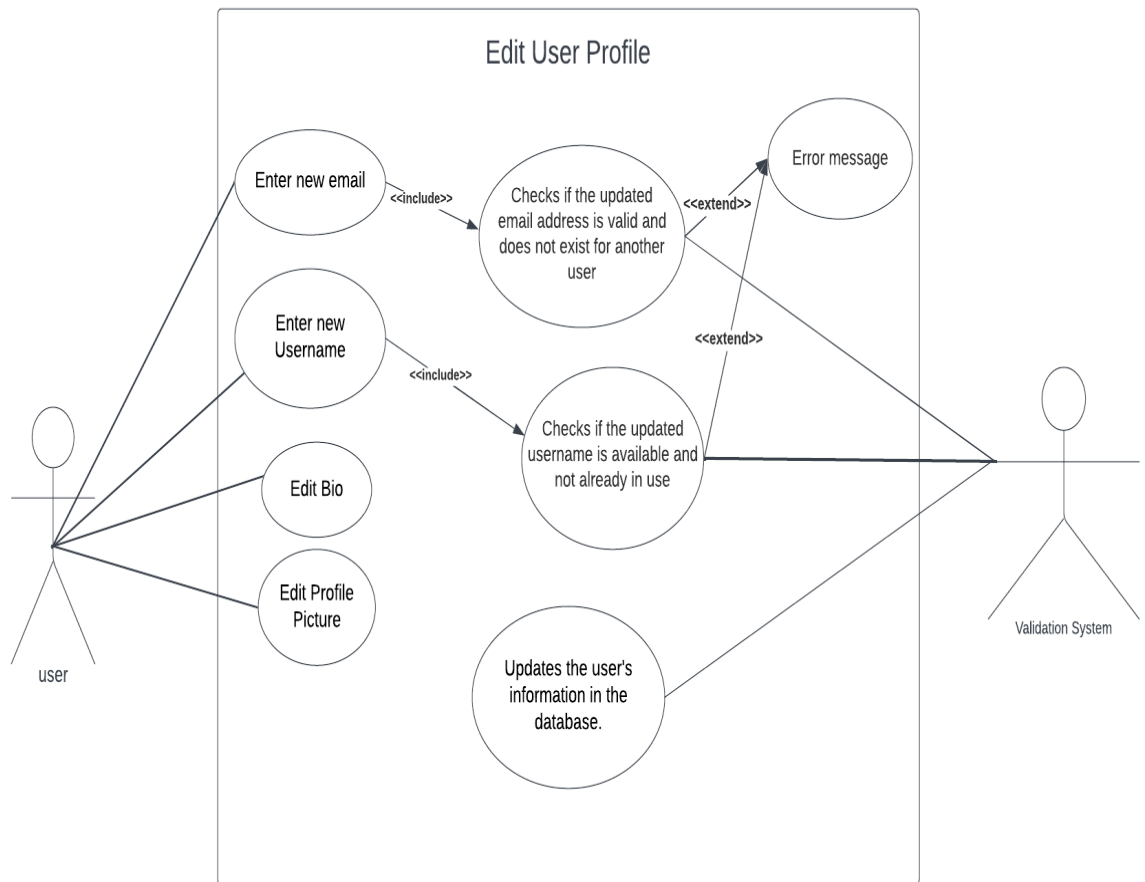 Edit User Profile
Error message
Enter new email
<<include>>
Checks if the updated
email address is valid and
does not exist for another
user
<<extend>>
Enter new
Username
<<include>>
<<extend>>
Checks if the updated
username is available and
not already in use
Edit Bio
Edit Profile
Picture
user
Validation System
Updates the user's
information in the
database.